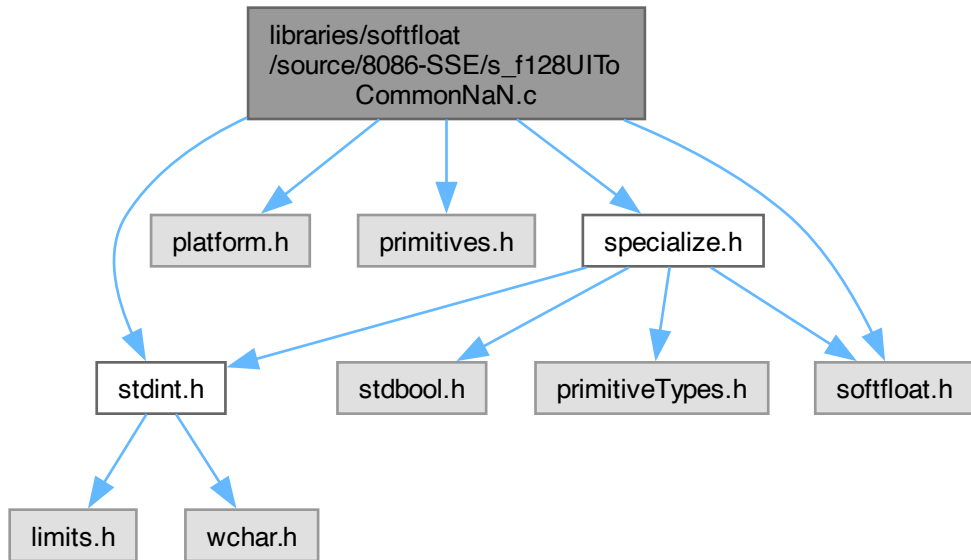 libraries/softfloat
/source/8086-SSE/s_f128UITo
CommonNaN.c
platform.h
primitives.h
specialize.h
stdint.h
stdbool.h
primitiveTypes.h
softfloat.h
limits.h
wchar.h